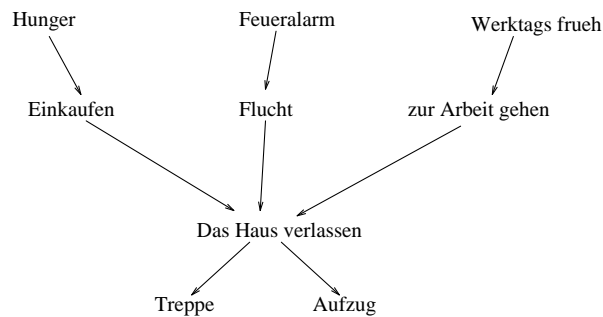 Hunger
Feueralarm
Werktags frueh
Einkaufen
Flucht
zur Arbeit gehen
Das Haus verlassen
Treppe
Aufzug